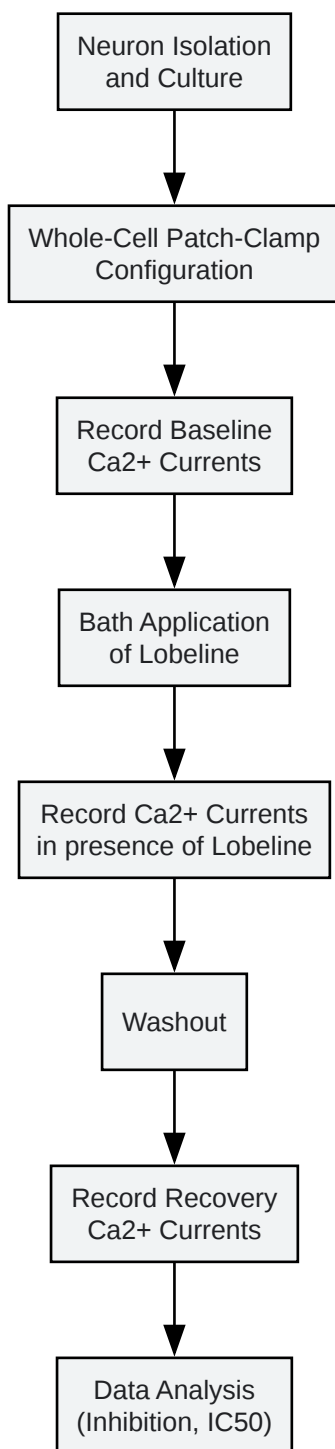 Neuron Isolation
and Culture
Whole-Cell Patch-Clamp
Configuration
Record Baseline
Ca2+ Currents
Bath Application
of Lobeline
Record Ca2+ Currents
in presence of Lobeline
Washout
Record Recovery
Ca2+ Currents
Data Analysis
(Inhibition, IC50)